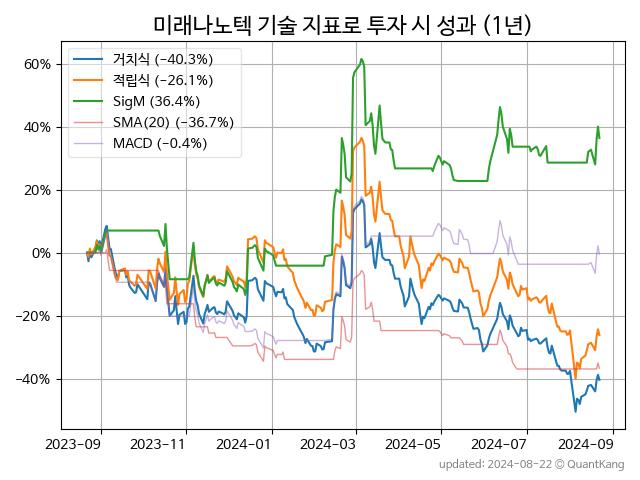 미래나노텍 기술 지표로 투자 시 성과 (1년)
거치식 (−40.3%)
적립식 (−26.1%)
SigM (36.4%)
SMA(20) (−36.7%)
MACD (−0.4%)
60%
40%
20%
0%
−20%
−40%
2023-09 2023-11 2024-01 2024-03 2024-05 2024-07 2024-09
updated: 2024-08-22 © QuantKang